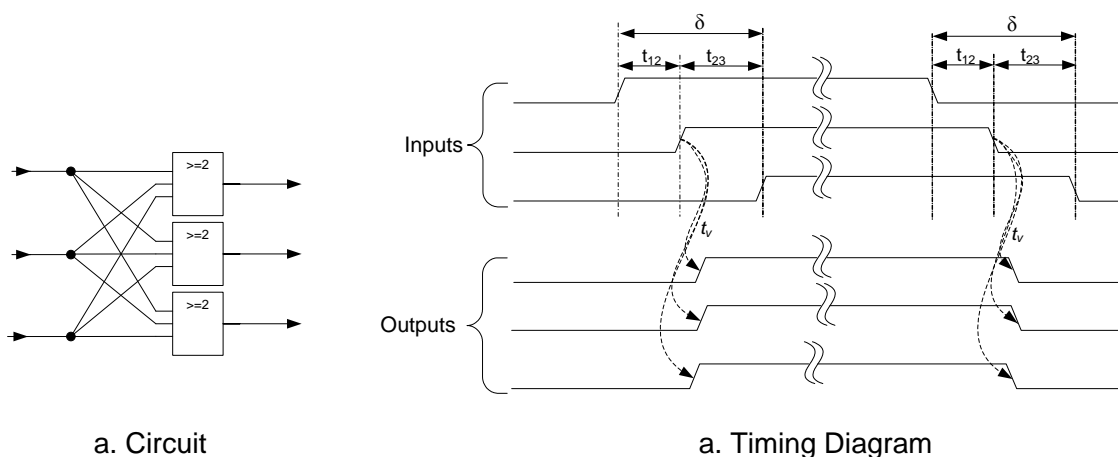 δ
δ
t12
t23
t12
t23
Inputs
>=2
>=2
>=2
tv
tv
Outputs
a. Circuit
a. Timing Diagram